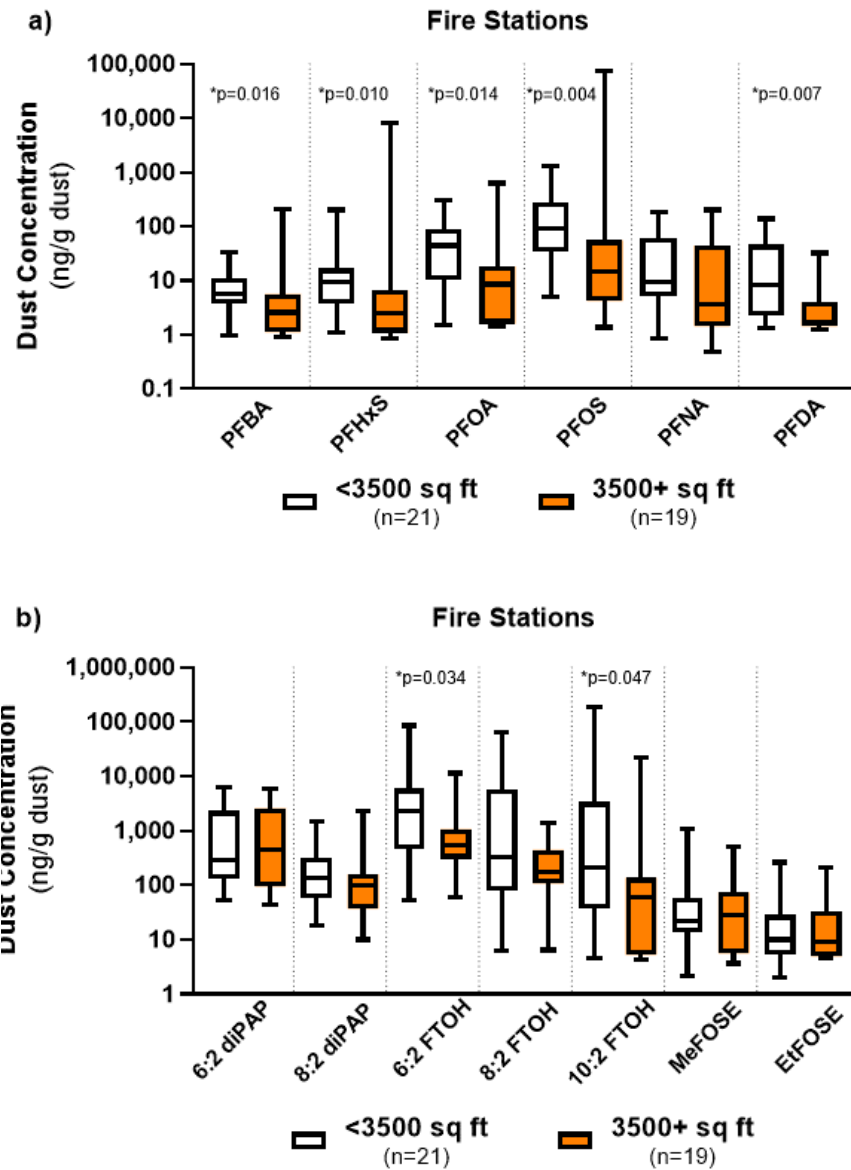 a)
Fire Stations
100,000
10,000
1,000
100
10
1
0.1
Dust Concentration
(ng/g dust)
*p=0.016
*p=0.010
*p=0.014
*p=0.004
*p=0.007
PFBA
PFHxS
PFOA
PFOS
PFNA
PFDA
<3500 sq ft
(n=21)
3500+ sq ft
(n=19)
b)
Fire Stations
1,000,000
100,000
10,000
1,000
100
10
1
Dust Concentration
(ng/g dust)
*p=0.034
*p=0.047
6:2 diPAP
8:2 diPAP
6:2 FTOH
8:2 FTOH
10:2 FTOH
MeFOSE
EtFOSE
<3500 sq ft
(n=21)
3500+ sq ft
(n=19)